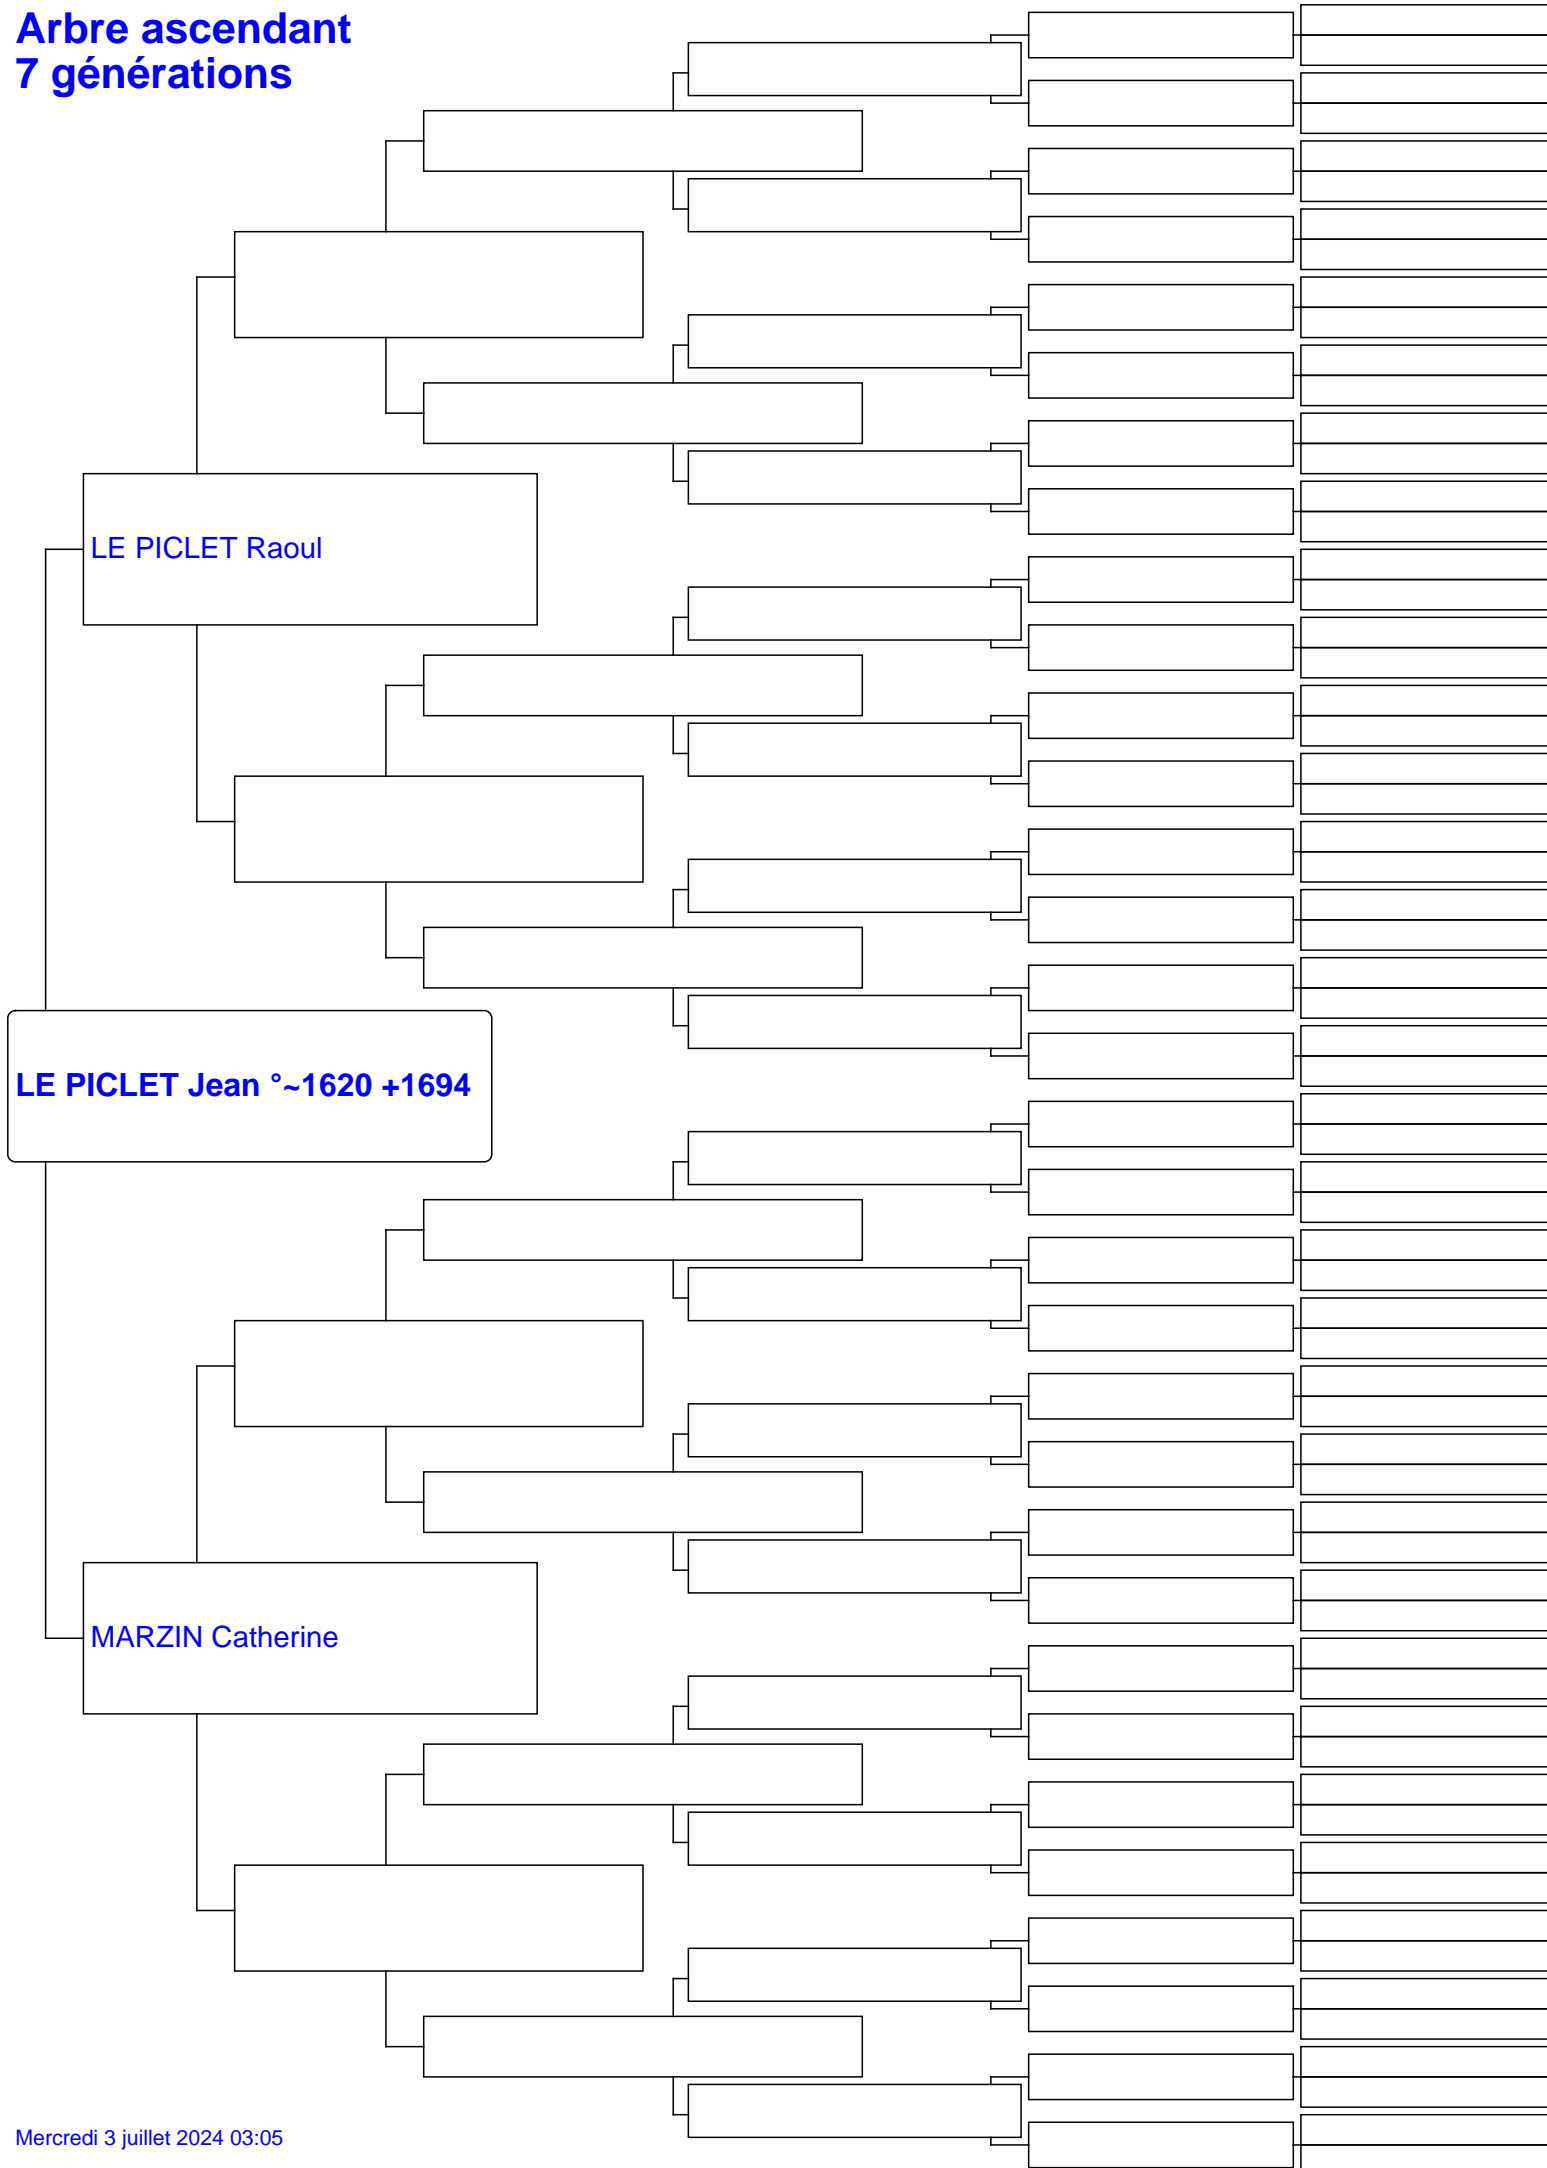 Arbre ascendant
7 générations
LE PICLET Raoul
LE PICLET Jean °~1620 +1694
MARZIN Catherine
Mercredi 3 juillet 2024 03:05